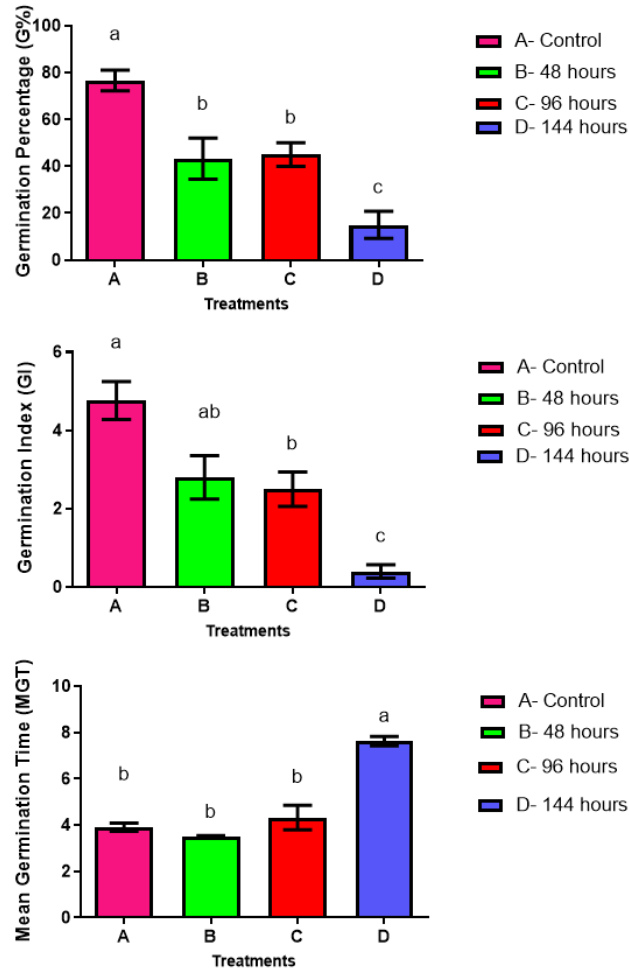 Germination Percentage (G%)
100
80
60
40
20
0
a
b
b
c
A
B
C
D
Treatments
A- Control
B- 48 hours
C- 96 hours
D- 144 hours
Germination Index (GI)
6
4
2
0
a
ab
b
c
A
B
C
D
Treatments
A- Control
B- 48 hours
C- 96 hours
D- 144 hours
Mean Germination Time (MGT)
10
8
6
4
2
0
b
b
b
a
A
B
C
D
Treatments
A- Control
B- 48 hours
C- 96 hours
D- 144 hours